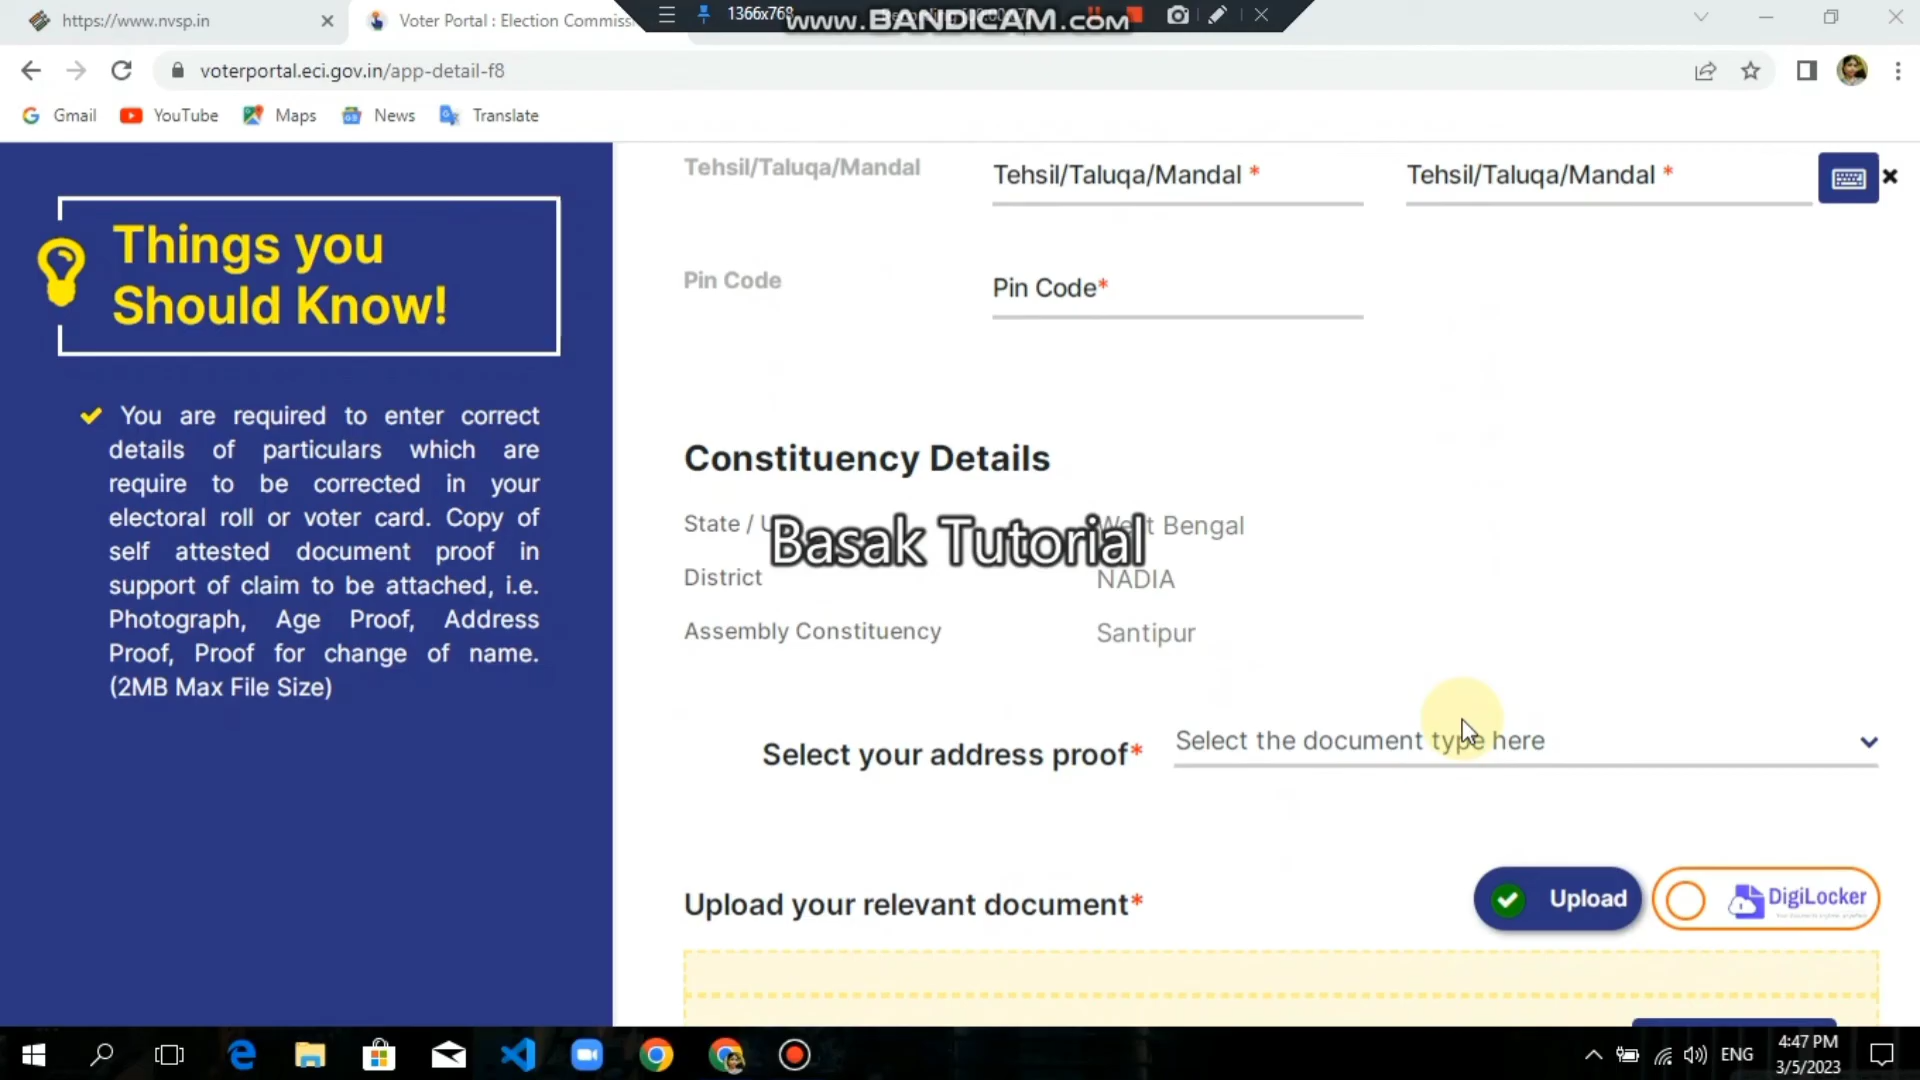 https://www.nvsp.in
Voter Portal : Election Commiss
1366x768
www.BANDICAM.com
voterportal.eci.gov.in/app-detail-f8
Gmail
YouTube
Maps
News
Translate
Things you
Should Know!
You are required to enter correct
details of particulars which are
require to be corrected in your
electoral roll or voter card. Copy of
self attested document proof in
support of claim to be attached, i.e.
Photograph, Age Proof, Address
Proof, Proof for change of name.
(2MB Max File Size)
Tehsil/Taluqa/Mandal
Tehsil/Taluqa/Mandal *
Tehsil/Taluqa/Mandal *
Pin Code
Pin Code*
Constituency Details
State / U
West Bengal
Basak Tutorial
District
NADIA
Assembly Constituency
Santipur
Select your address proof*
Select the document type here
Upload your relevant document*
Upload
DigiLocker
ENG
4:47 PM
3/5/2023